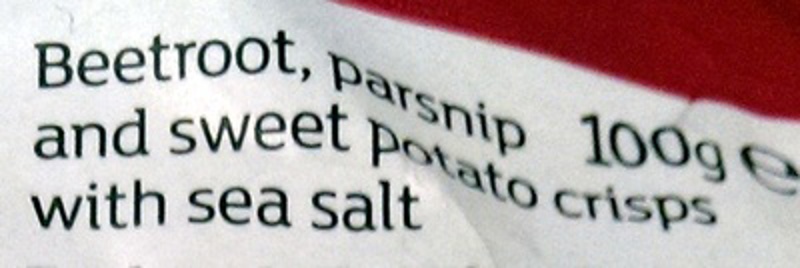 Beetroot, parsnip
and sweet potato crisps
with sea salt
100g ℮